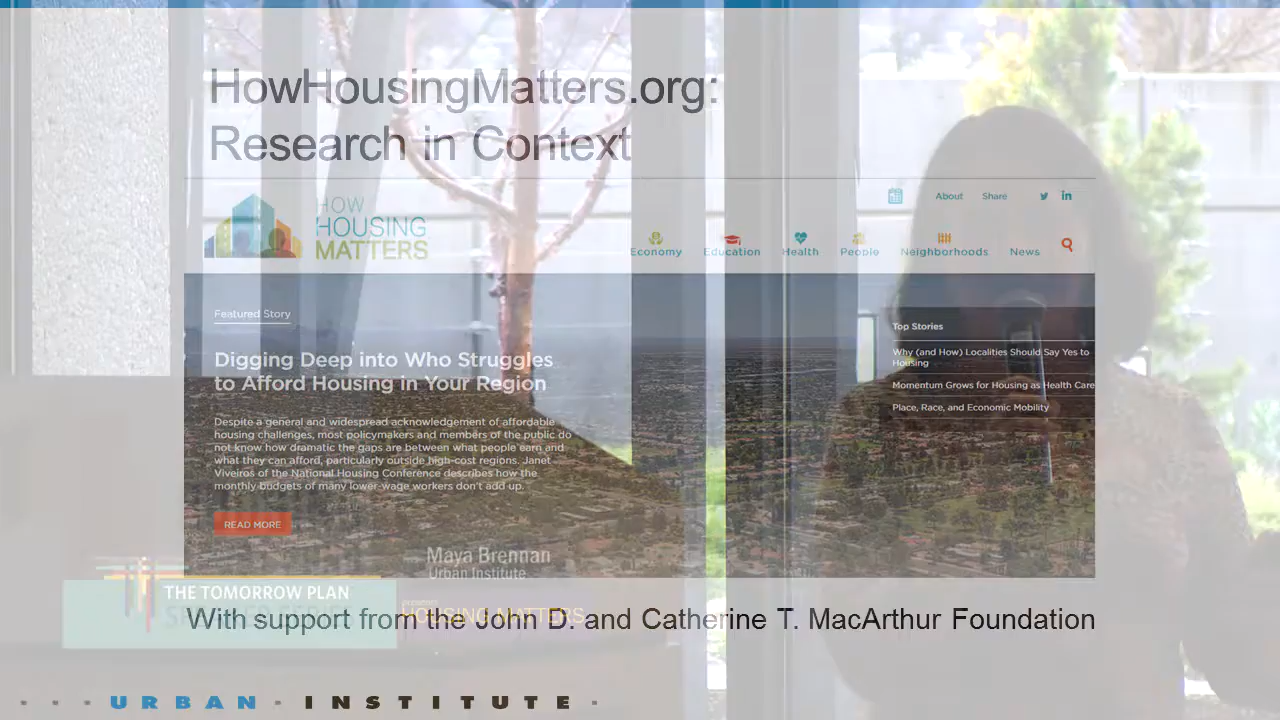 HowHousingMatters.org:
Research in Context
HOW
HOUSING
MATTERS
About
Share
Economy
Education
Health
People
Neighborhoods
News
Featured Story
Digging Deep into Who Struggles
to Afford Housing in Your Region
Despite a general and widespread acknowledgement of affordable
housing challenges, most policymakers and members of the public do
not know how dramatic the gaps are between what people earn and
what they can afford, particularly outside high-cost regions. Janet
Viveiros of the National Housing Conference describes how the
monthly budgets of many lower-wage workers don't add up.
READ MORE
Top Stories
Why (and How) Localities Should Say Yes to
Housing
Momentum Grows for Housing as Health Care
Place, Race, and Economic Mobility
Maya Brennan
Urban Institute
THE TOMORROW PLAN
SPEAKER SERIES
HOUSING MATTERS
With support from the John D. and Catherine T. MacArthur Foundation
URBAN INSTITUTE